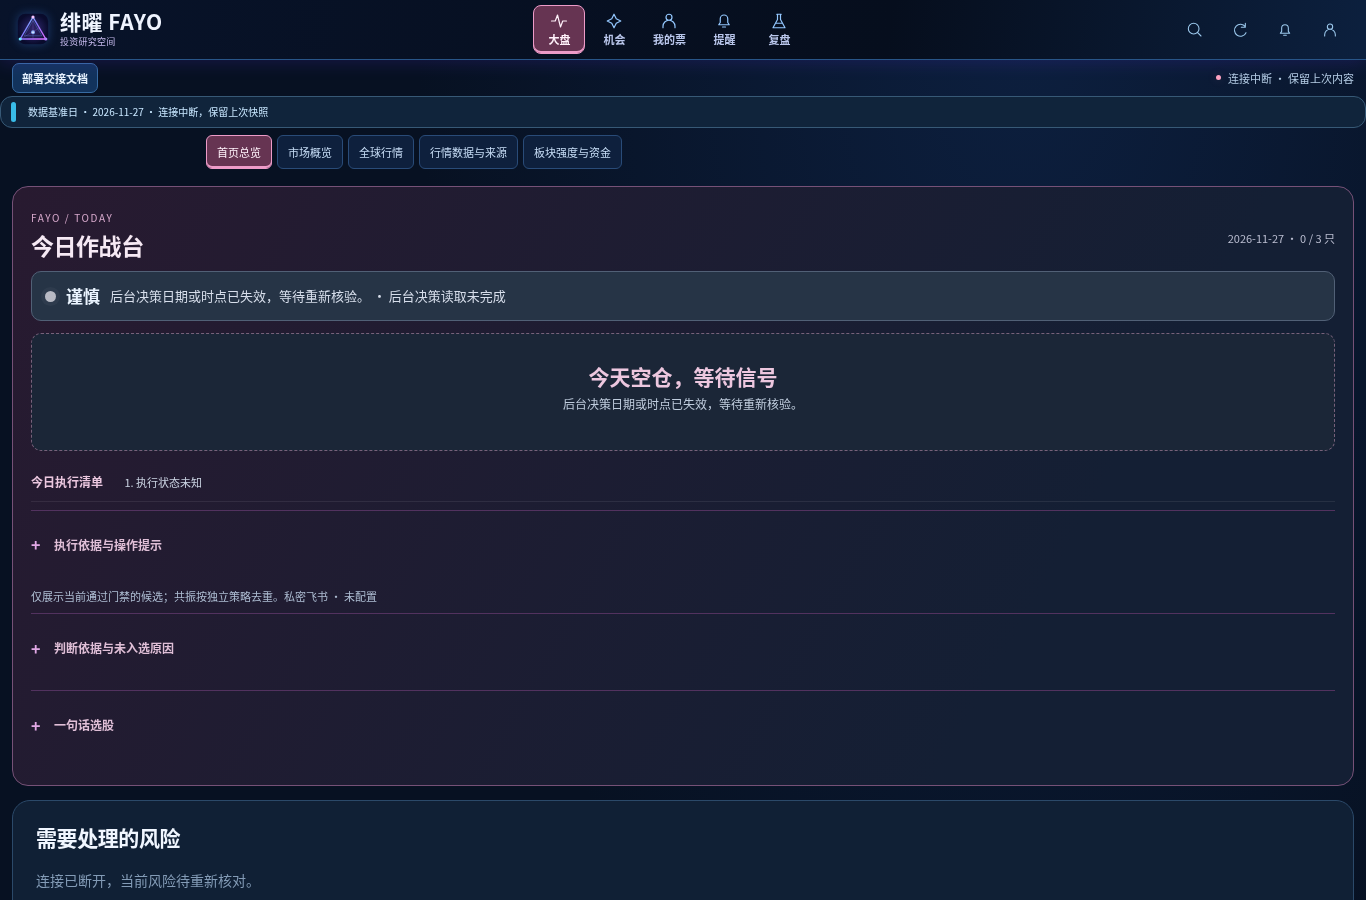 绯曜 FAYO
投资研究空间
大盘
机会
我的票
提醒
复盘
部署交接文档
连接中断 · 保留上次内容
数据基准日 · 2026-11-27 · 连接中断，保留上次快照
首页总览
市场概览
全球行情
行情数据与来源
板块强度与资金
FAYO / TODAY
今日作战台
2026-11-27 · 0 / 3 只
谨慎 后台决策日期或时点已失效，等待重新核验。 · 后台决策读取未完成
今天空仓，等待信号
后台决策日期或时点已失效，等待重新核验。
今日执行清单 1. 执行状态未知
+ 执行依据与操作提示
仅展示当前通过门禁的候选；共振按独立策略去重。私密飞书 · 未配置
+ 判断依据与未入选原因
+ 一句话选股
需要处理的风险
连接已断开，当前风险待重新核对。